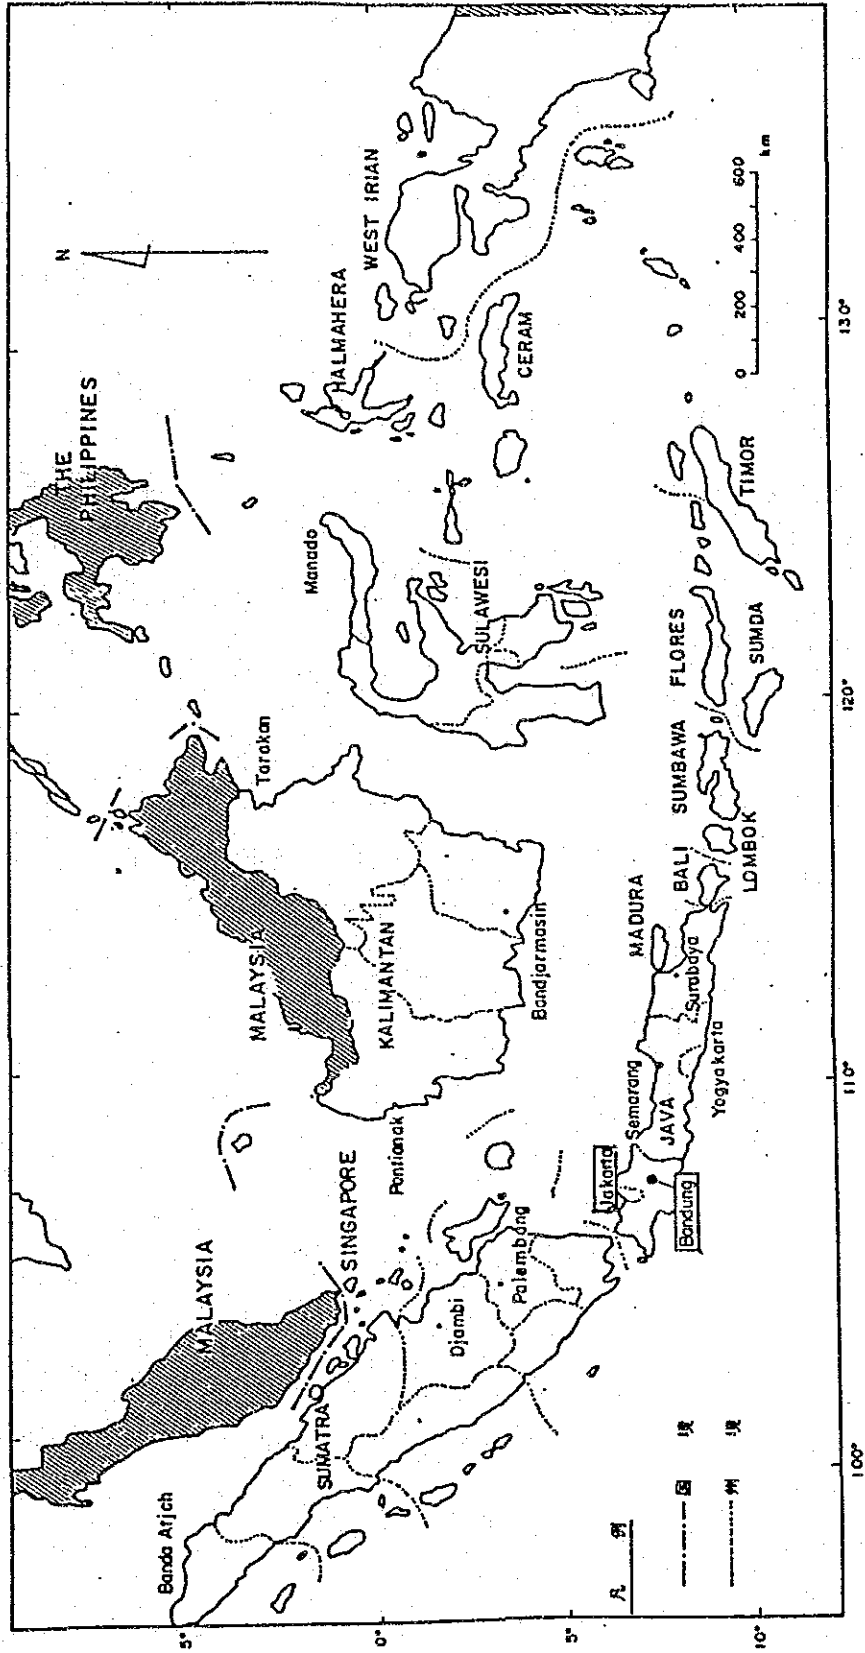 N
THE
PHILIPPINES
HALMAHERA
WEST IRIAN
CERAM
Manado
SULAWESI
Tarakan
MALAYSIA
KALIMANTAN
Bandjarmasin
Pontianak
MALAYSIA
SINGAPORE
SUMATRA
Banda Atjeh
Djambi
Palembang
Jakarta
Bandung
Semarang
JAVA
Yogyakarta
Surabaya
MADURA
BALI
LOMBOK
SUMBAWA
FLORES
SUMDA
TIMOR
0 200 400 600
km
凡 例
国 境
州 境
5°
0°
5°
10°
100°
110°
120°
130°